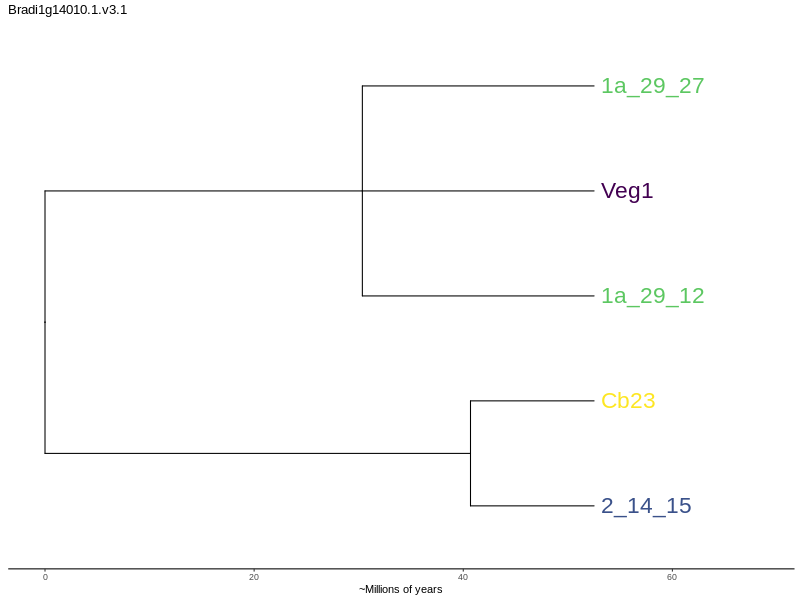 Bradi1g14010.1.v3.1
1a_29_27
Veg1
1a_29_12
Cb23
2_14_15
0 20 40 60
~Millions of years